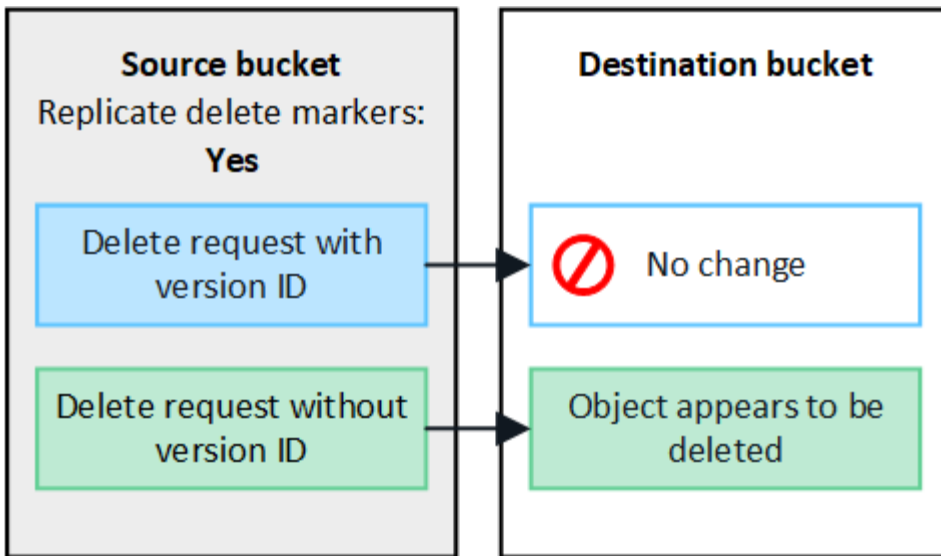 Source bucket
Replicate delete markers:
Yes
Delete request with
version ID
Delete request without
version ID
Destination bucket
No change
Object appears to be
deleted